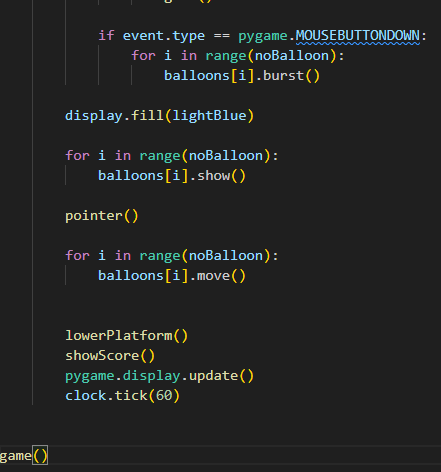 if event.type == pygame.MOUSEBUTTONDOWN:
for i in range(noBalloon):
balloons[i].burst()
display.fill(lightBlue)
for i in range(noBalloon):
balloons[i].show()
pointer()
for i in range(noBalloon):
balloons[i].move()
lowerPlatform()
showScore()
pygame.display.update()
clock.tick(60)
game()